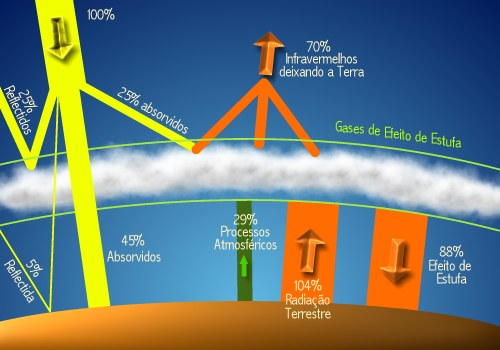 100%
70%
Infravermelhos
deixando a Terra
25%
Reflectidos
25% absorvidos
Gases de Efeito de Estufa
29%
Processos
Atmosféricos
45%
Absorvidos
88%
Efeito de
Estufa
5%
Reflectida
104%
Radiação
Terrestre